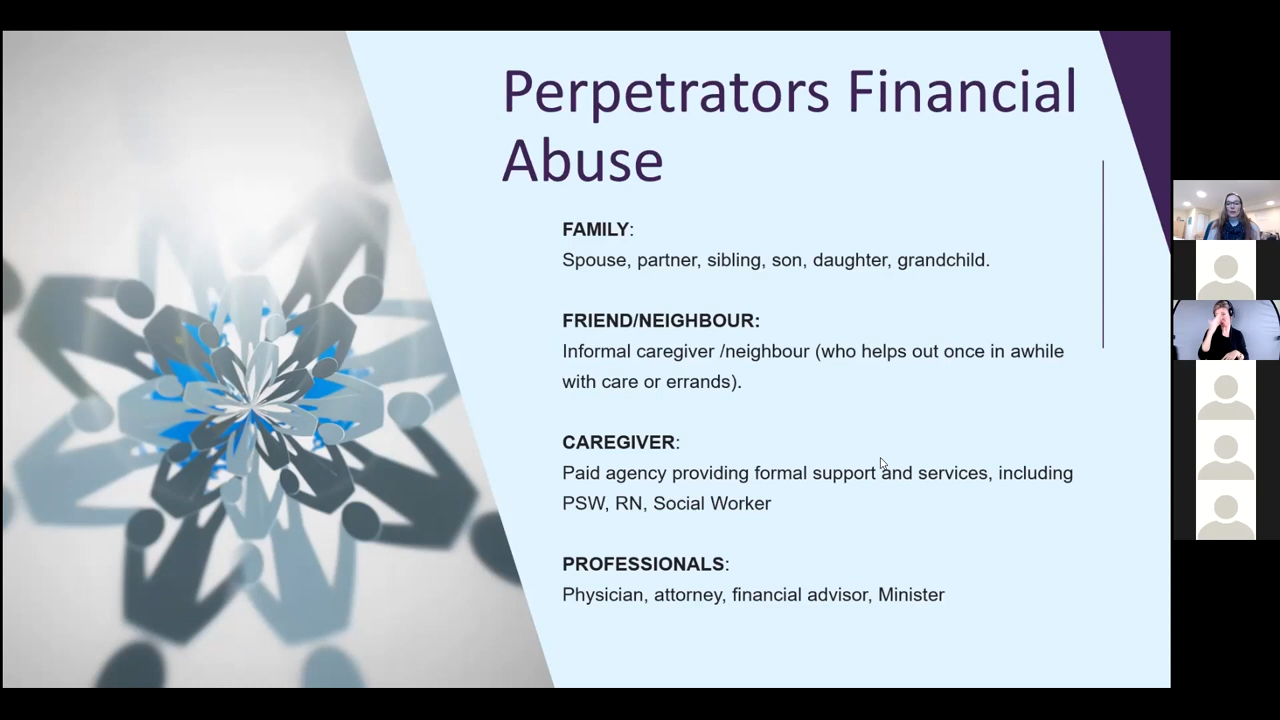 Perpetrators Financial
Abuse
FAMILY:
Spouse, partner, sibling, son, daughter, grandchild.
FRIEND/NEIGHBOUR:
Informal caregiver /neighbour (who helps out once in awhile
with care or errands).
CAREGIVER:
Paid agency providing formal support and services, including
PSW, RN, Social Worker
PROFESSIONALS:
Physician, attorney, financial advisor, Minister